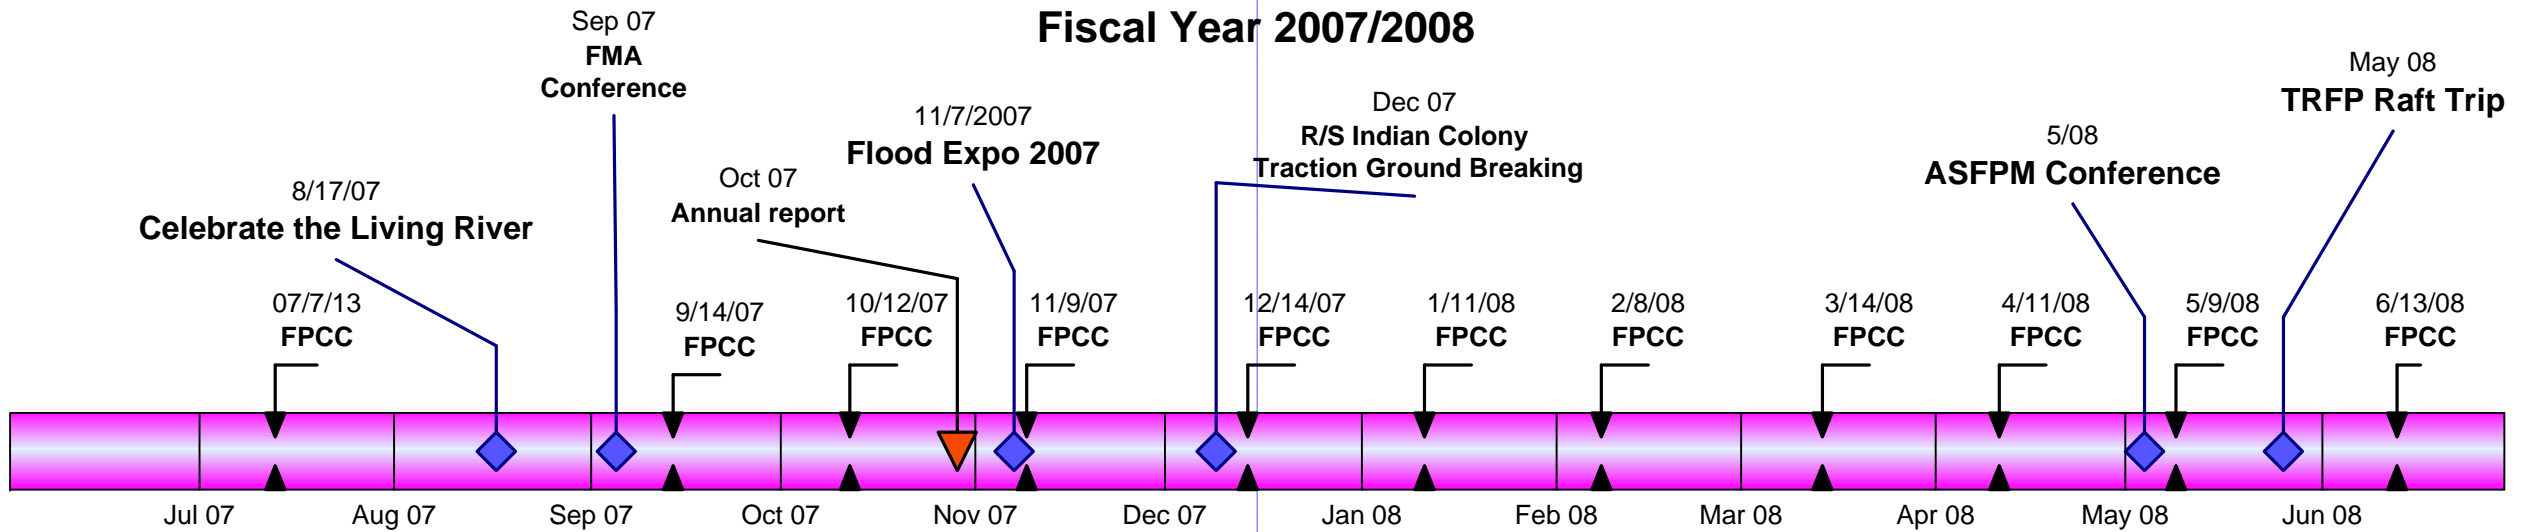 Fiscal Year 2007/2008
Sep 07
FMA
Conference
May 08
TRFP Raft Trip
11/7/2007
Flood Expo 2007
Dec 07
R/S Indian Colony
Traction Ground Breaking
5/08
ASFPM Conference
Oct 07
Annual report
8/17/07
Celebrate the Living River
07/7/13
FPCC
9/14/07
FPCC
10/12/07
FPCC
11/9/07
FPCC
12/14/07
FPCC
1/11/08
FPCC
2/8/08
FPCC
3/14/08
FPCC
4/11/08
FPCC
5/9/08
FPCC
6/13/08
FPCC
Jul 07
Aug 07
Sep 07
Oct 07
Nov 07
Dec 07
Jan 08
Feb 08
Mar 08
Apr 08
May 08
Jun 08